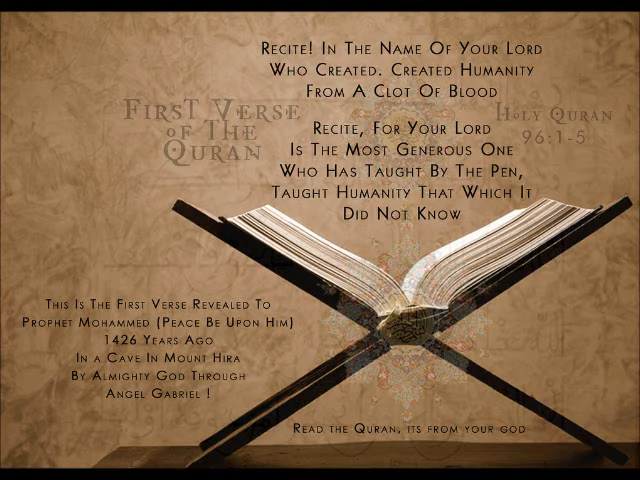 Recite! In The Name Of Your Lord
Who Created. Created Humanity
From A Clot Of Blood
First Verse
of The
Quran
Holy Quran
96:1-5
Recite, For Your Lord
Is The Most Generous One
Who Has Taught By The Pen,
Taught Humanity That Which It
Did Not Know
This Is The First Verse Revealed To
Prophet Mohammed (Peace Be Upon Him)
1426 Years Ago
In a Cave In Mount Hira
By Almighty God Through
Angel Gabriel !
Read the Quran, its from your god